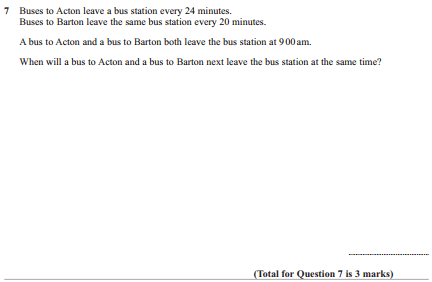 7 Buses to Acton leave a bus station every 24 minutes.
Buses to Barton leave the same bus station every 20 minutes.
A bus to Acton and a bus to Barton both leave the bus station at 9 00 am.
When will a bus to Acton and a bus to Barton next leave the bus station at the same time?
(Total for Question 7 is 3 marks)